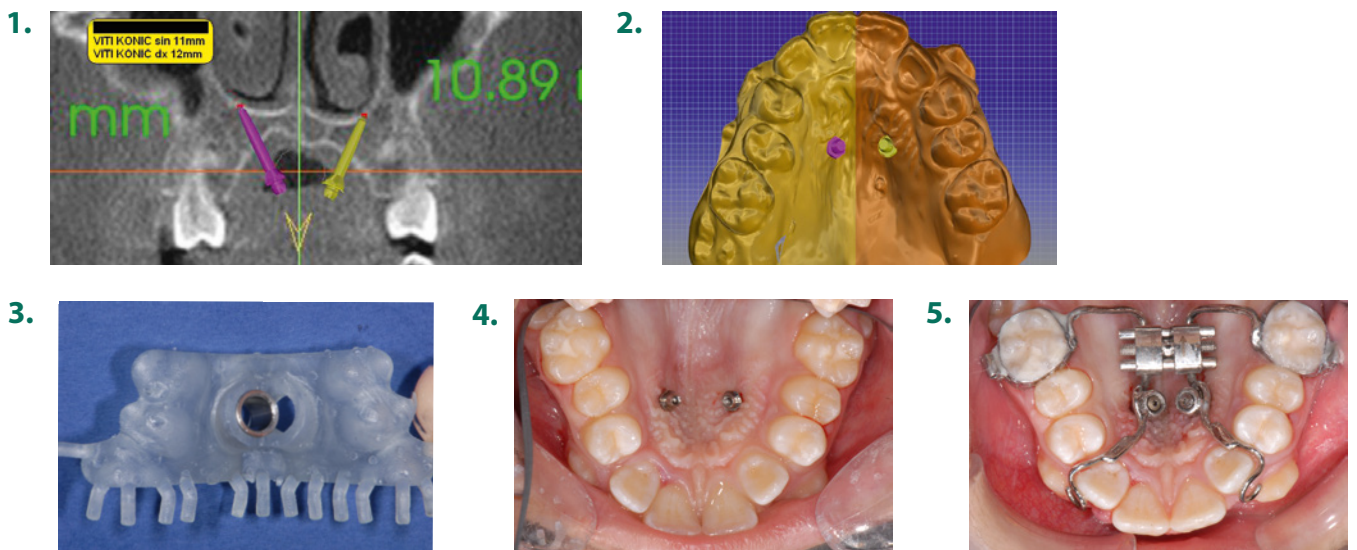 1.
VITI KONIC sin 11mm
VITI KONIC dx 12mm
mm
10.89
2.
3.
4.
5.